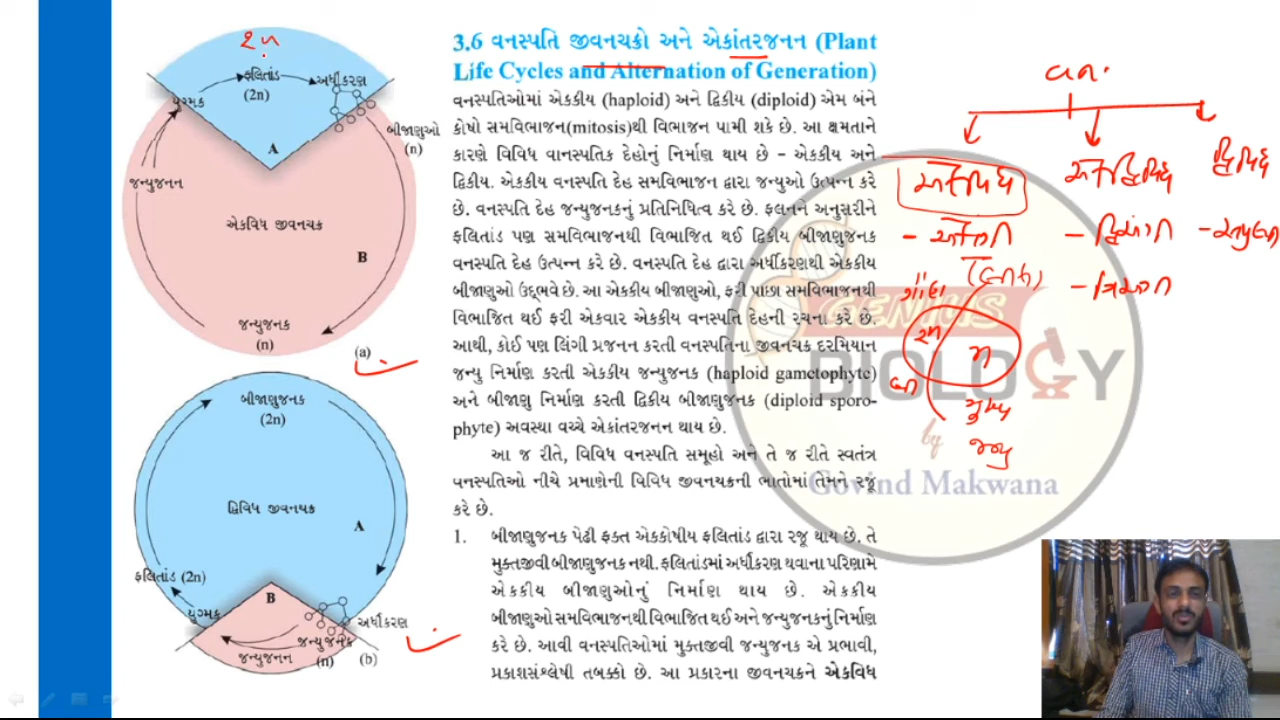 2n
ફલિતાંડ
(2n)
અર્ધીકરણ
યુગ્મક
બીજાણુઓ
(n)
A
જન્યુજનન
એકવિધ જીવનચક્ર
B
જન્યુજનક
(n)
(a)
બીજાણુજનક
(2n)
દ્વિવિધ જીવનચક્ર
A
ફલિતાંડ (2n)
B
યુગ્મક
અર્ધીકરણ
જન્યુજનક
(n)
જન્યુજનન
(b)
3.6 વનસ્પતિ જીવનચક્રો અને એકાંતરજનન (Plant
Life Cycles and Alternation of Generation)
વનસ્પતિઓમાં એકકીય (haploid) અને દ્વિકીય (diploid) એમ બંને
કોષો સમવિભાજન(mitosis)થી વિભાજન પામી શકે છે. આ ક્ષમતાને
કારણે વિવિધ વાનસ્પતિક દેહોનું નિર્માણ થાય છે – એકકીય અને
દ્વિકીય. એકકીય વનસ્પતિ દેહ સમવિભાજન દ્વારા જન્યુઓ ઉત્પન્ન કરે
છે. વનસ્પતિ દેહ જન્યુજનકનું પ્રતિનિધિત્વ કરે છે. ફલનને અનુસરીને
ફલિતાંડ પણ સમવિભાજનથી વિભાજિત થઈ દ્વિકીય બીજાણુજનક
વનસ્પતિ દેહ ઉત્પન્ન કરે છે. વનસ્પતિ દેહ દ્વારા અર્ધીકરણથી એકકીય
બીજાણુઓ ઉદ્ભવે છે. આ એકકીય બીજાણુઓ, ફરી પાછા સમવિભાજનથી
વિભાજિત થઈ ફરી એકવાર એકકીય વનસ્પતિ દેહની રચના કરે છે.
આથી, કોઈ પણ લિંગી પ્રજનન કરતી વનસ્પતિના જીવનચક્ર દરમિયાન
જન્યુ નિર્માણ કરતી એકકીય જન્યુજનક (haploid gametophyte)
અને બીજાણુ નિર્માણ કરતી દ્વિકીય બીજાણુજનક (diploid sporo-
phyte) અવસ્થા વચ્ચે એકાંતરજનન થાય છે.
આ જ રીતે, વિવિધ વનસ્પતિ સમૂહો અને તે જ રીતે સ્વતંત્ર
વનસ્પતિઓ નીચે પ્રમાણેની વિવિધ જીવનચક્રની ભાતોમાં તેમને રજૂ
કરે છે.
1. બીજાણુજનક પેઢી ફક્ત એકકોષીય ફલિતાંડ દ્વારા રજૂ થાય છે. તે
મુક્તજીવી બીજાણુજનક નથી. ફલિતાંડમાં અર્ધીકરણ થવાના પરિણામે
એકકીય બીજાણુઓનું નિર્માણ થાય છે. એકકીય
બીજાણુઓ સમવિભાજનથી વિભાજિત થઈ અને જન્યુજનકનું નિર્માણ
કરે છે. આવી વનસ્પતિઓમાં મુક્તજીવી જન્યુજનક એ પ્રભાવી,
પ્રકાશસંશ્લેષી તબક્કો છે. આ પ્રકારના જીવનચક્રને એકવિધ
એકવિધ
એકદ્વિવિધ
દ્વિવિધ
- દ્વિઅંગી
- ત્રિઅંગી
ગૌણ
2n
n
મુખ્ય
જન્યુ
GENIUS
BIOLOGY
by
Govind Makwana